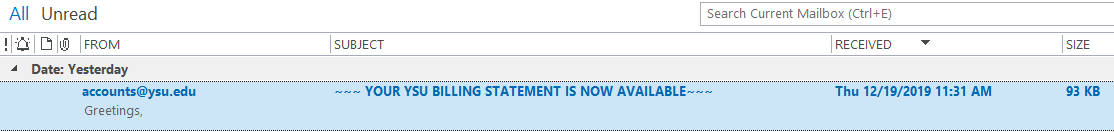 All Unread
Search Current Mailbox (Ctrl+E)
! FROM SUBJECT RECEIVED SIZE
Date: Yesterday
accounts@ysu.edu ~~~ YOUR YSU BILLING STATEMENT IS NOW AVAILABLE~~~ Thu 12/19/2019 11:31 AM 93 KB
Greetings,